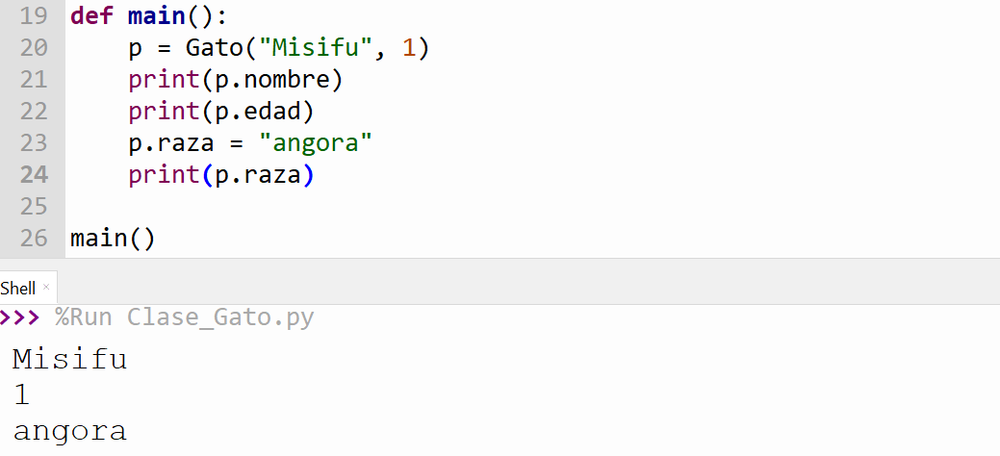 19 def main():
20     p = Gato("Misifu", 1)
21     print(p.nombre)
22     print(p.edad)
23     p.raza = "angora"
24     print(p.raza)
25
26 main()
Shell ×
>>> %Run Clase_Gato.py
Misifu
1
angora